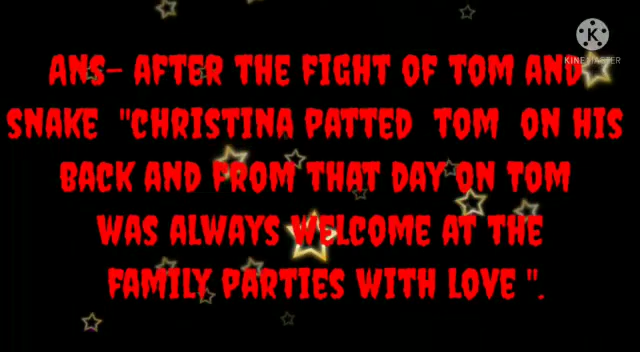 ANS- AFTER THE FIGHT OF TOM AND
SNAKE "CHRISTINA PATTED TOM ON HIS
BACK AND FROM THAT DAY ON TOM
WAS ALWAYS WELCOME AT THE
FAMILY PARTIES WITH LOVE ".
K
KINEMASTER